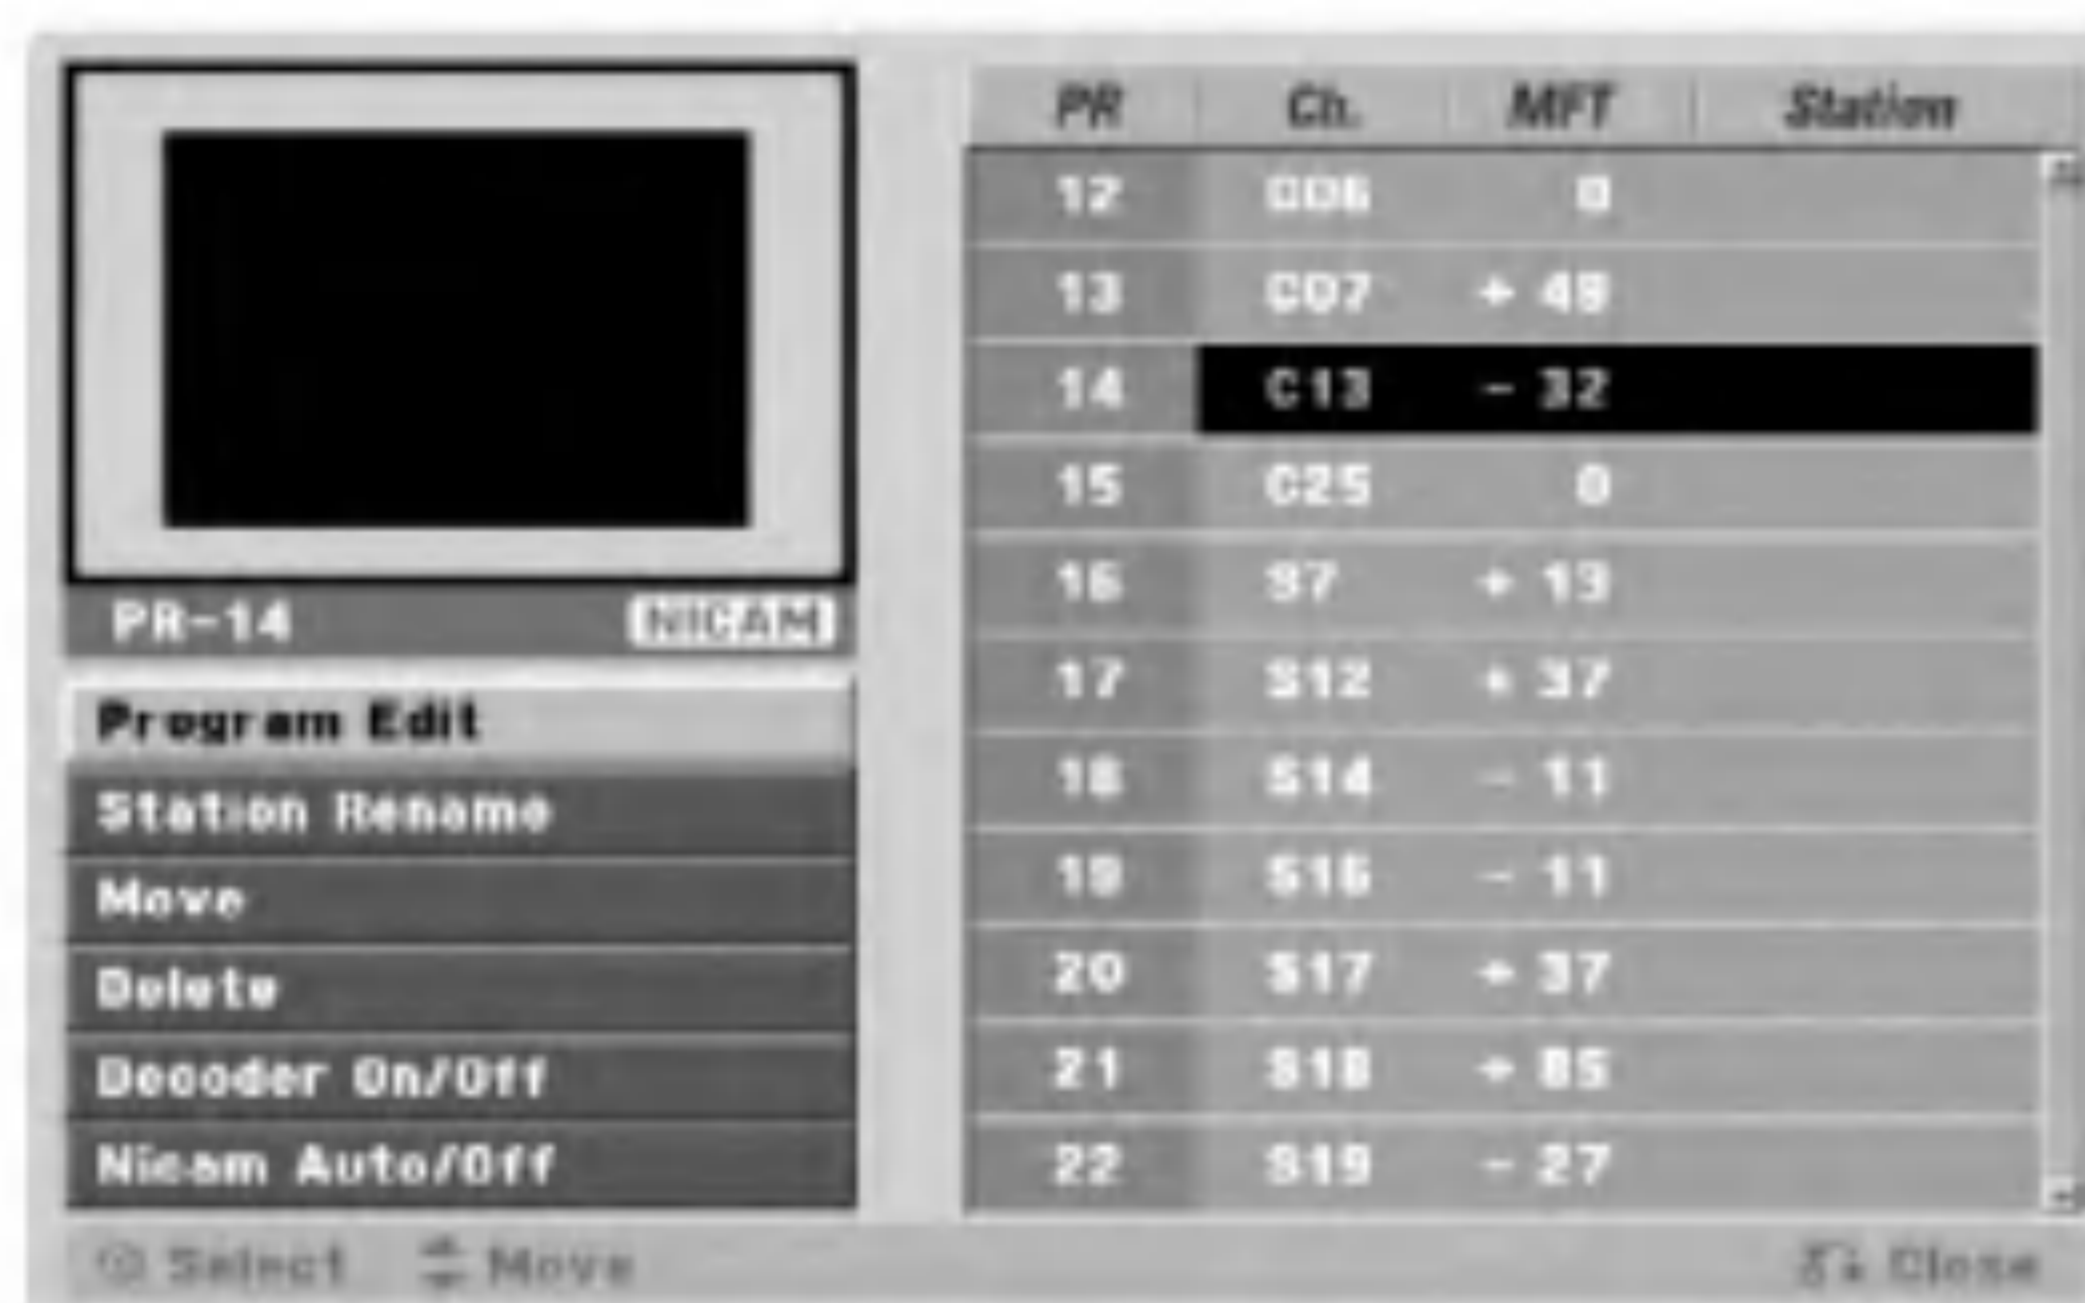 PR-14 NICAM
Program Edit
Station Rename
Move
Delete
Decoder On/Off
Nicam Auto/Off
PR Ch. MFT Station
12 C06 0
13 C07 + 49
14 C13 - 32
15 C25 0
16 S7 + 13
17 S12 + 37
18 S14 - 11
19 S16 - 11
20 S17 + 37
21 S18 + 85
22 S19 - 27
Select Move Close